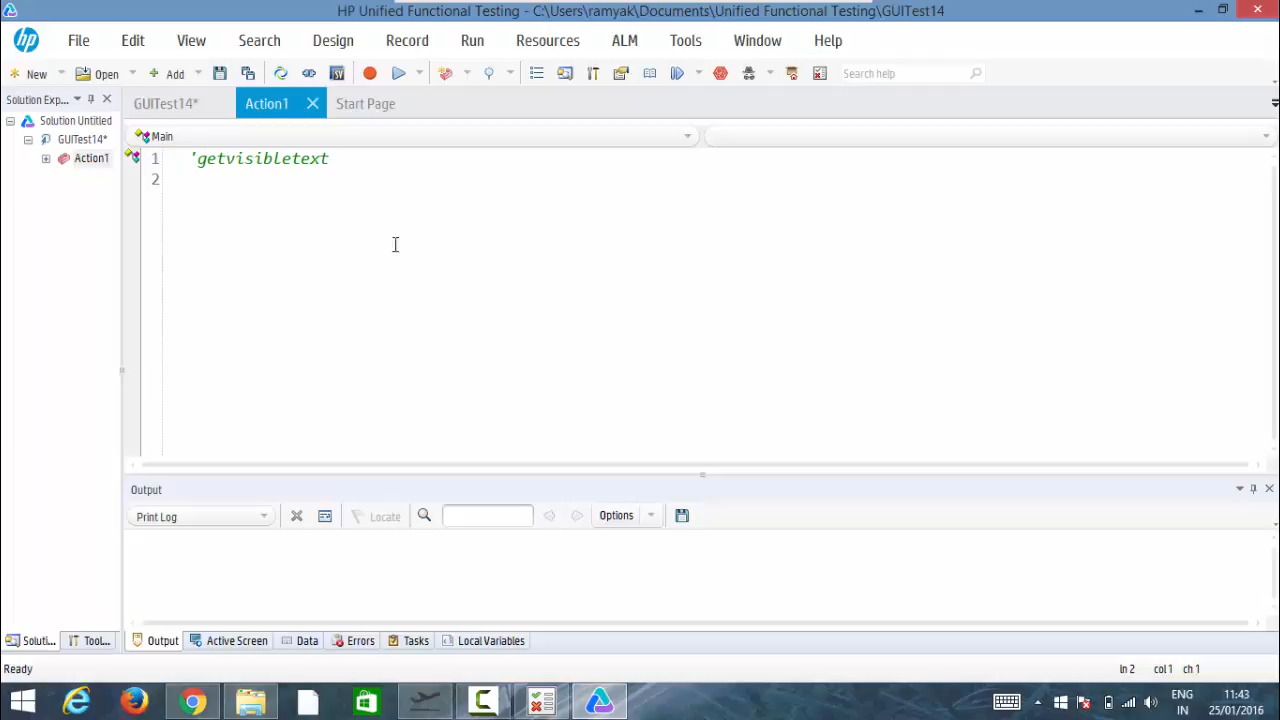 HP Unified Functional Testing - C:\Users\ramyak\Documents\Unified Functional Testing\GUITest14
hp File Edit View Search Design Record Run Resources ALM Tools Window Help
New Open Add Search help
Solution Exp... GUITest14* Action1 Start Page
Solution Untitled
GUITest14*
Action1
Main
1 'getvisibletext
2
Output
Print Log Locate Options
Soluti... Tool... Output Active Screen Data Errors Tasks Local Variables
Ready ln 2 col 1 ch 1
ENG 11:43
IN 25/01/2016